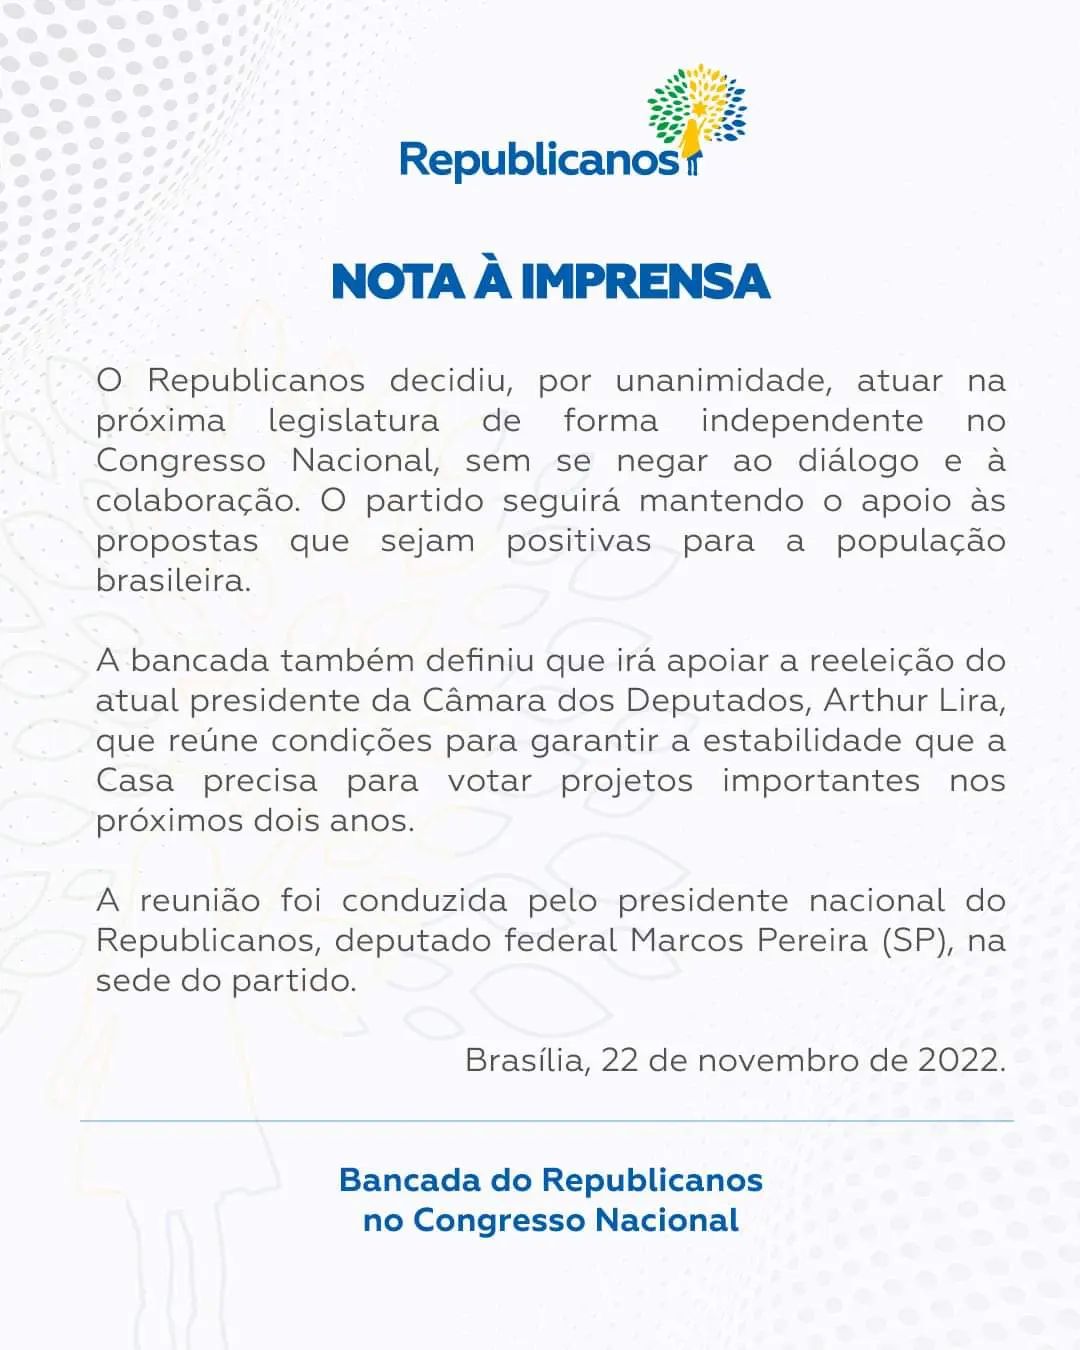 Republicanos
NOTA À IMPRENSA
O Republicanos decidiu, por unanimidade, atuar na
próxima legislatura de forma independente no
Congresso Nacional, sem se negar ao diálogo e à
colaboração. O partido seguirá mantendo o apoio às
propostas que sejam positivas para a população
brasileira.
A bancada também definiu que irá apoiar a reeleição do
atual presidente da Câmara dos Deputados, Arthur Lira,
que reúne condições para garantir a estabilidade que a
Casa precisa para votar projetos importantes nos
próximos dois anos.
A reunião foi conduzida pelo presidente nacional do
Republicanos, deputado federal Marcos Pereira (SP), na
sede do partido.
Brasília, 22 de novembro de 2022.
Bancada do Republicanos
no Congresso Nacional